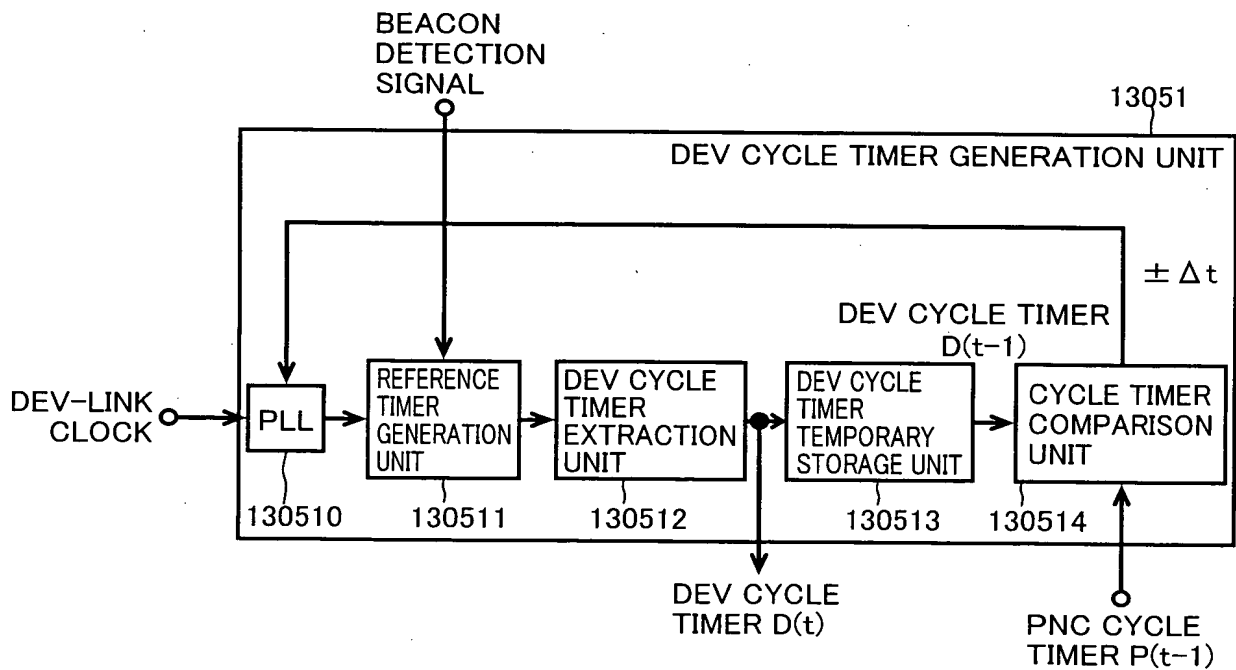 BEACON
DETECTION
SIGNAL
13051
DEV CYCLE TIMER GENERATION UNIT
± Δt
DEV CYCLE TIMER
D(t-1)
DEV-LINK
CLOCK
PLL
REFERENCE
TIMER
GENERATION
UNIT
DEV CYCLE
TIMER
EXTRACTION
UNIT
DEV CYCLE
TIMER
TEMPORARY
STORAGE UNIT
CYCLE TIMER
COMPARISON
UNIT
130510
130511
130512
130513
130514
DEV CYCLE
TIMER D(t)
PNC CYCLE
TIMER P(t-1)